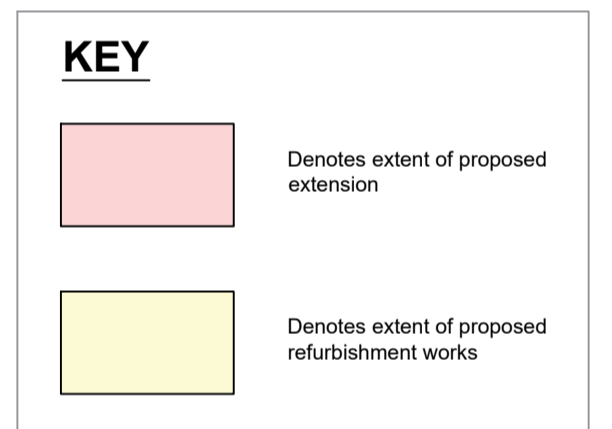 KEY
Denotes extent of proposed
extension
Denotes extent of proposed
refurbishment works